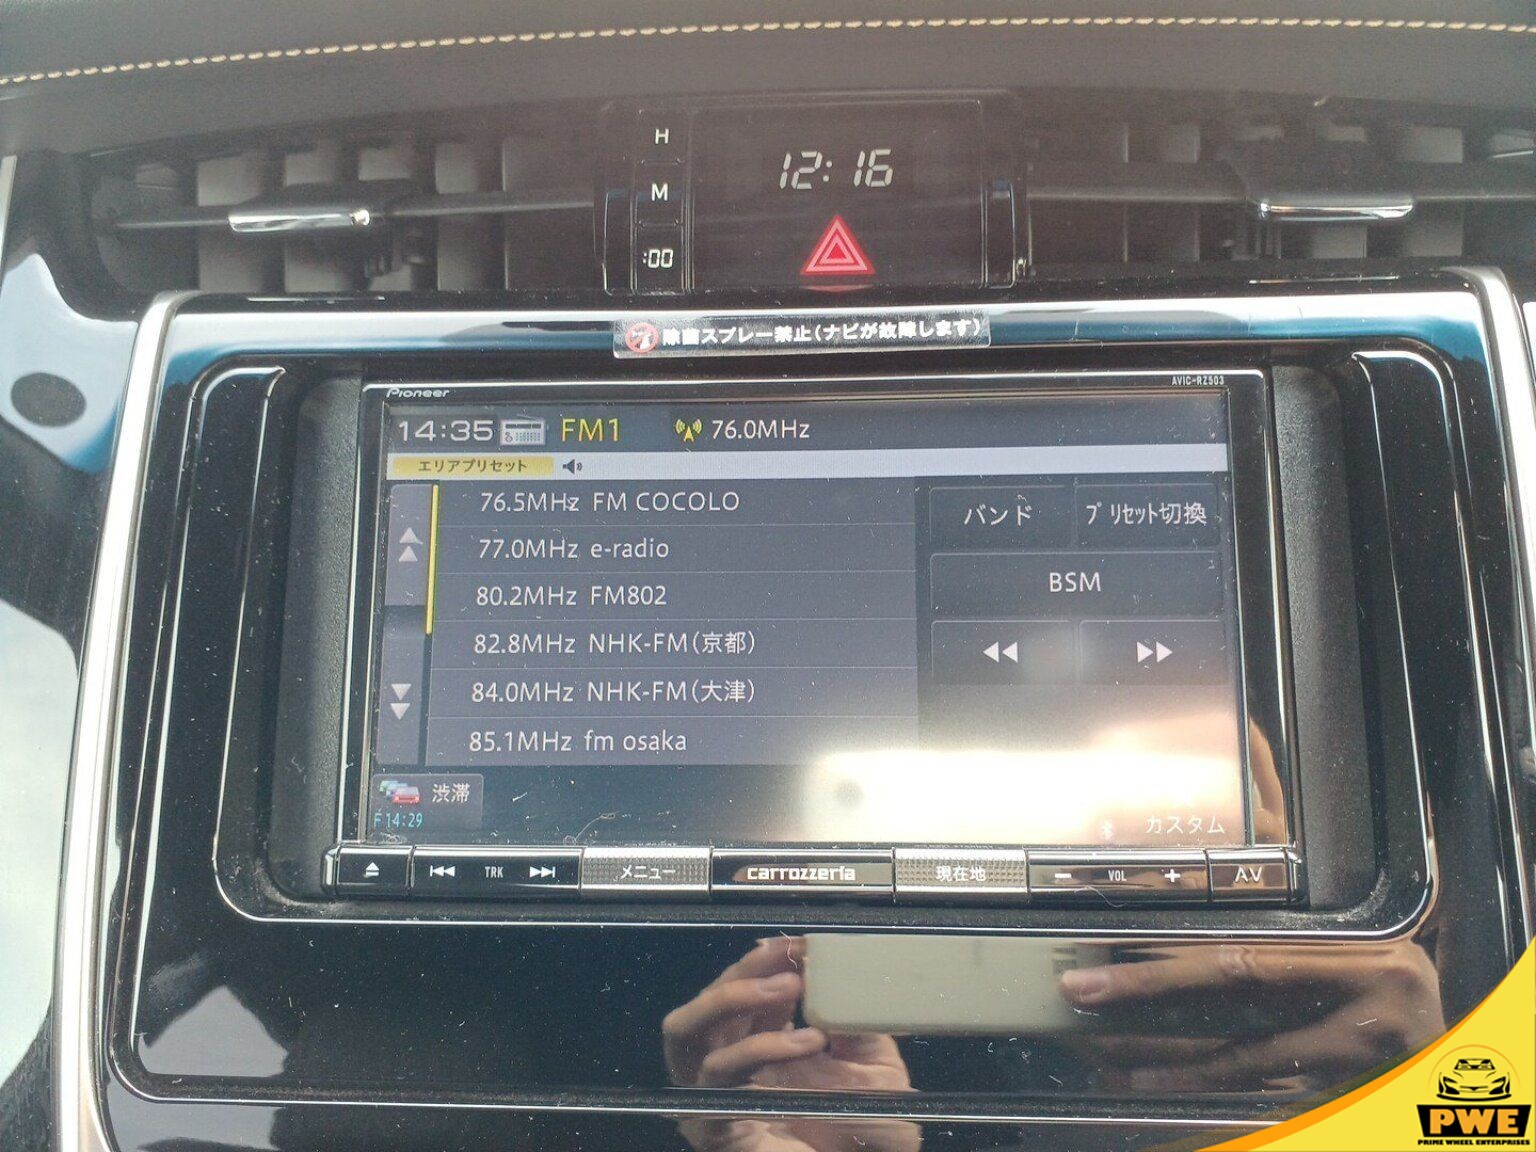 H
12:16
M
:00
除菌スプレー禁止(ナビが故障します)
Pioneer
AVIC-RZ503
14:35 FM1 76.0MHz
エリアプリセット
76.5MHz FM COCOLO
バンド
プリセット切換
77.0MHz e-radio
BSM
80.2MHz FM802
82.8MHz NHK-FM(京都)
84.0MHz NHK-FM(大津)
85.1MHz fm osaka
渋滞
F 14:29
カスタム
TRK
メニュー
carrozzeria
現在地
− VOL +
AV
PWE
PRIME WHEEL ENTERPRISES